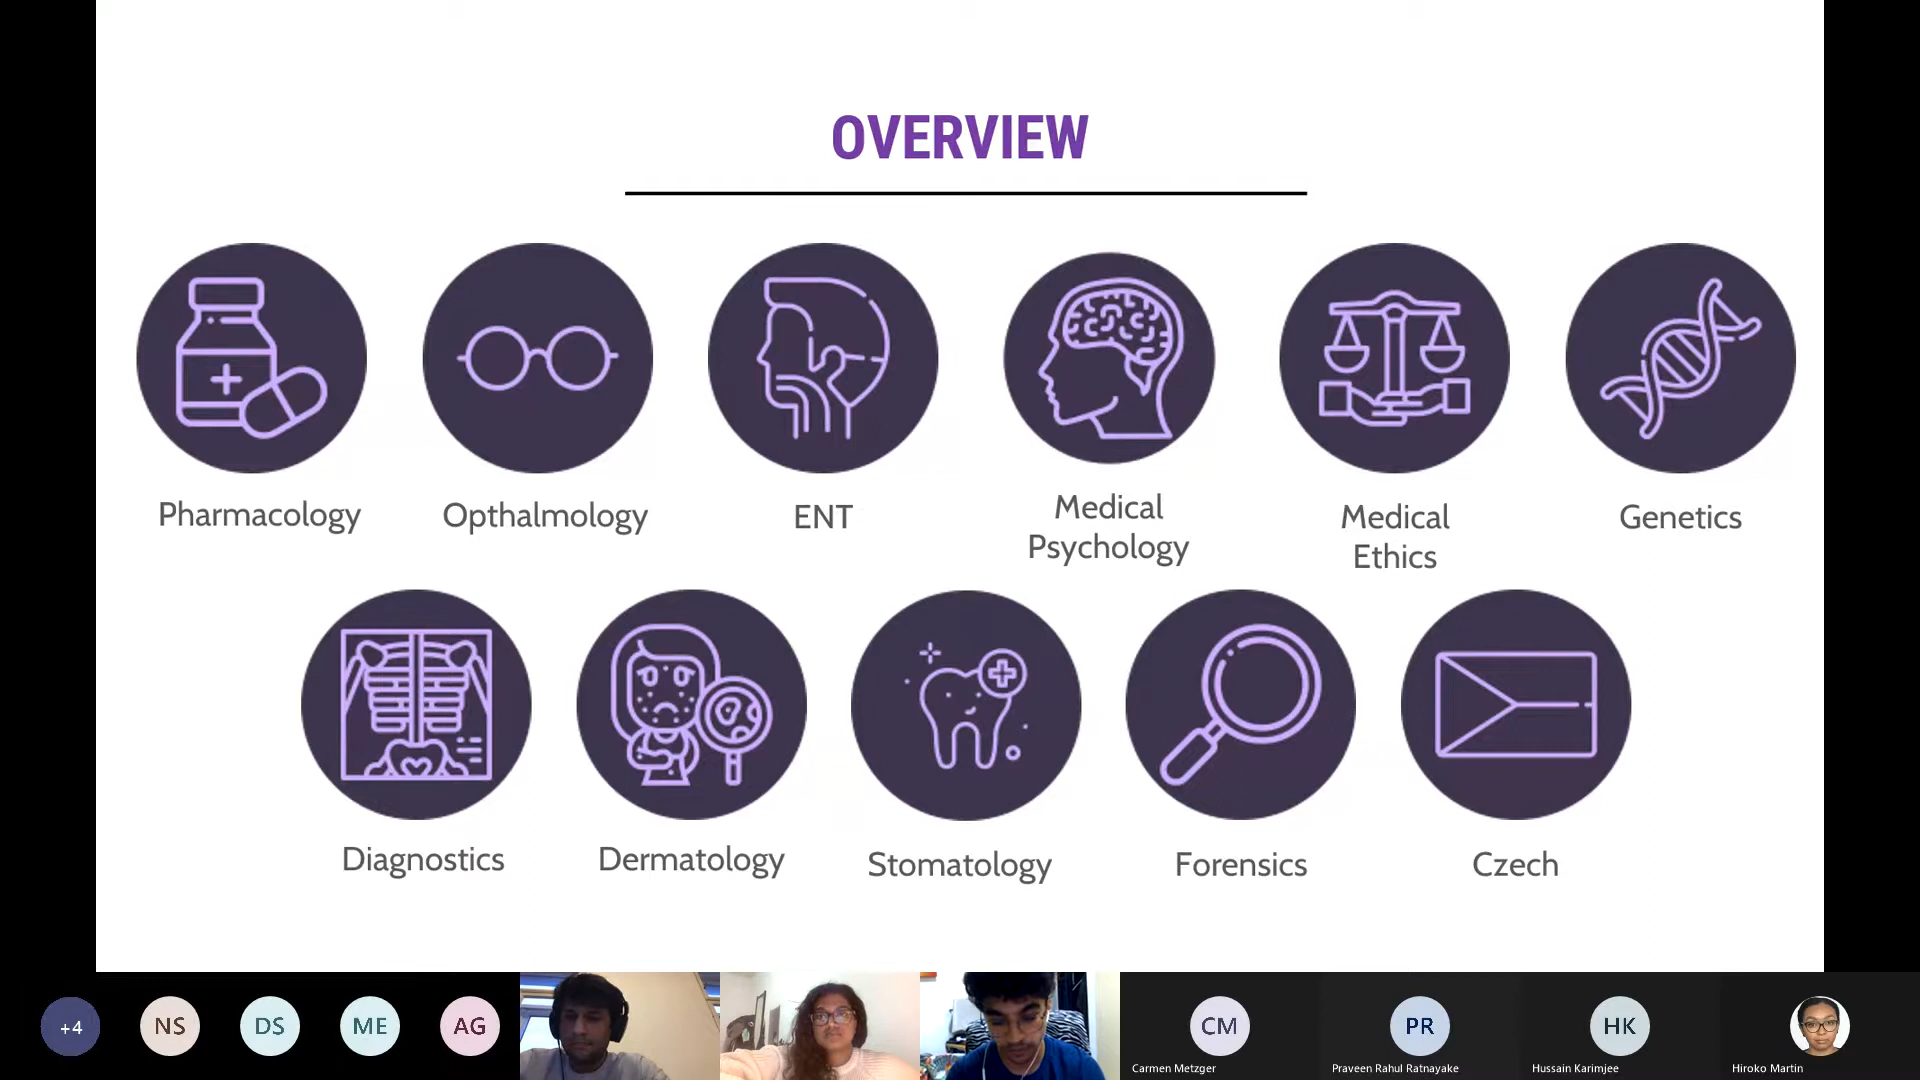 OVERVIEW
Pharmacology
Opthalmology
ENT
Medical
Psychology
Medical
Ethics
Genetics
Diagnostics
Dermatology
Stomatology
Forensics
Czech
+4
NS
DS
ME
AG
CM
Carmen Metzger
PR
Praveen Rahul Ratnayake
HK
Hussain Karimjee
Hiroko Martin